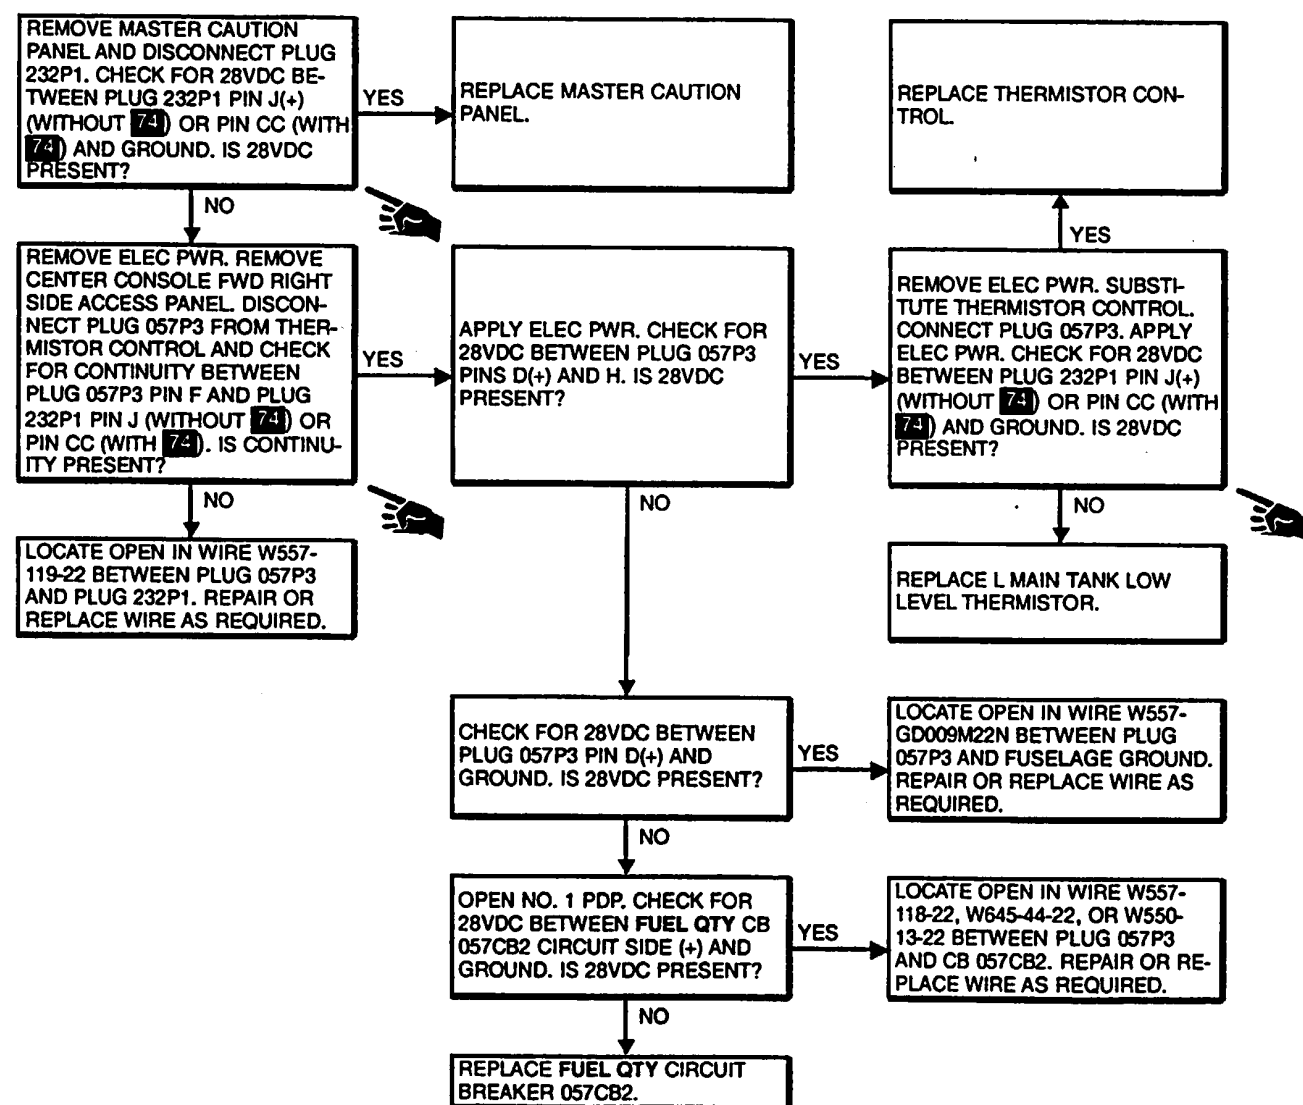 REMOVE MASTER CAUTION
PANEL AND DISCONNECT PLUG
232P1. CHECK FOR 28VDC BE-
TWEEN PLUG 232P1 PIN J(+)
(WITHOUT 74) OR PIN CC (WITH
74) AND GROUND. IS 28VDC
PRESENT?
YES
REPLACE MASTER CAUTION
PANEL.
REPLACE THERMISTOR CON-
TROL.
NO
YES
REMOVE ELEC PWR. REMOVE
CENTER CONSOLE FWD RIGHT
SIDE ACCESS PANEL. DISCON-
NECT PLUG 057P3 FROM THER-
MISTOR CONTROL AND CHECK
FOR CONTINUITY BETWEEN
PLUG 057P3 PIN F AND PLUG
232P1 PIN J (WITHOUT 74) OR
PIN CC (WITH 74). IS CONTINU-
ITY PRESENT?
YES
APPLY ELEC PWR. CHECK FOR
28VDC BETWEEN PLUG 057P3
PINS D(+) AND H. IS 28VDC
PRESENT?
YES
REMOVE ELEC PWR. SUBSTI-
TUTE THERMISTOR CONTROL.
CONNECT PLUG 057P3. APPLY
ELEC PWR. CHECK FOR 28VDC
BETWEEN PLUG 232P1 PIN J(+)
(WITHOUT 74) OR PIN CC (WITH
74) AND GROUND. IS 28VDC
PRESENT?
NO
NO
NO
LOCATE OPEN IN WIRE W557-
119-22 BETWEEN PLUG 057P3
AND PLUG 232P1. REPAIR OR
REPLACE WIRE AS REQUIRED.
REPLACE L MAIN TANK LOW
LEVEL THERMISTOR.
CHECK FOR 28VDC BETWEEN
PLUG 057P3 PIN D(+) AND
GROUND. IS 28VDC PRESENT?
YES
LOCATE OPEN IN WIRE W557-
GD009M22N BETWEEN PLUG
057P3 AND FUSELAGE GROUND.
REPAIR OR REPLACE WIRE AS
REQUIRED.
NO
OPEN NO. 1 PDP. CHECK FOR
28VDC BETWEEN FUEL QTY CB
057CB2 CIRCUIT SIDE (+) AND
GROUND. IS 28VDC PRESENT?
YES
LOCATE OPEN IN WIRE W557-
118-22, W645-44-22, OR W550-
13-22 BETWEEN PLUG 057P3
AND CB 057CB2. REPAIR OR RE-
PLACE WIRE AS REQUIRED.
NO
REPLACE FUEL QTY CIRCUIT
BREAKER 057CB2.